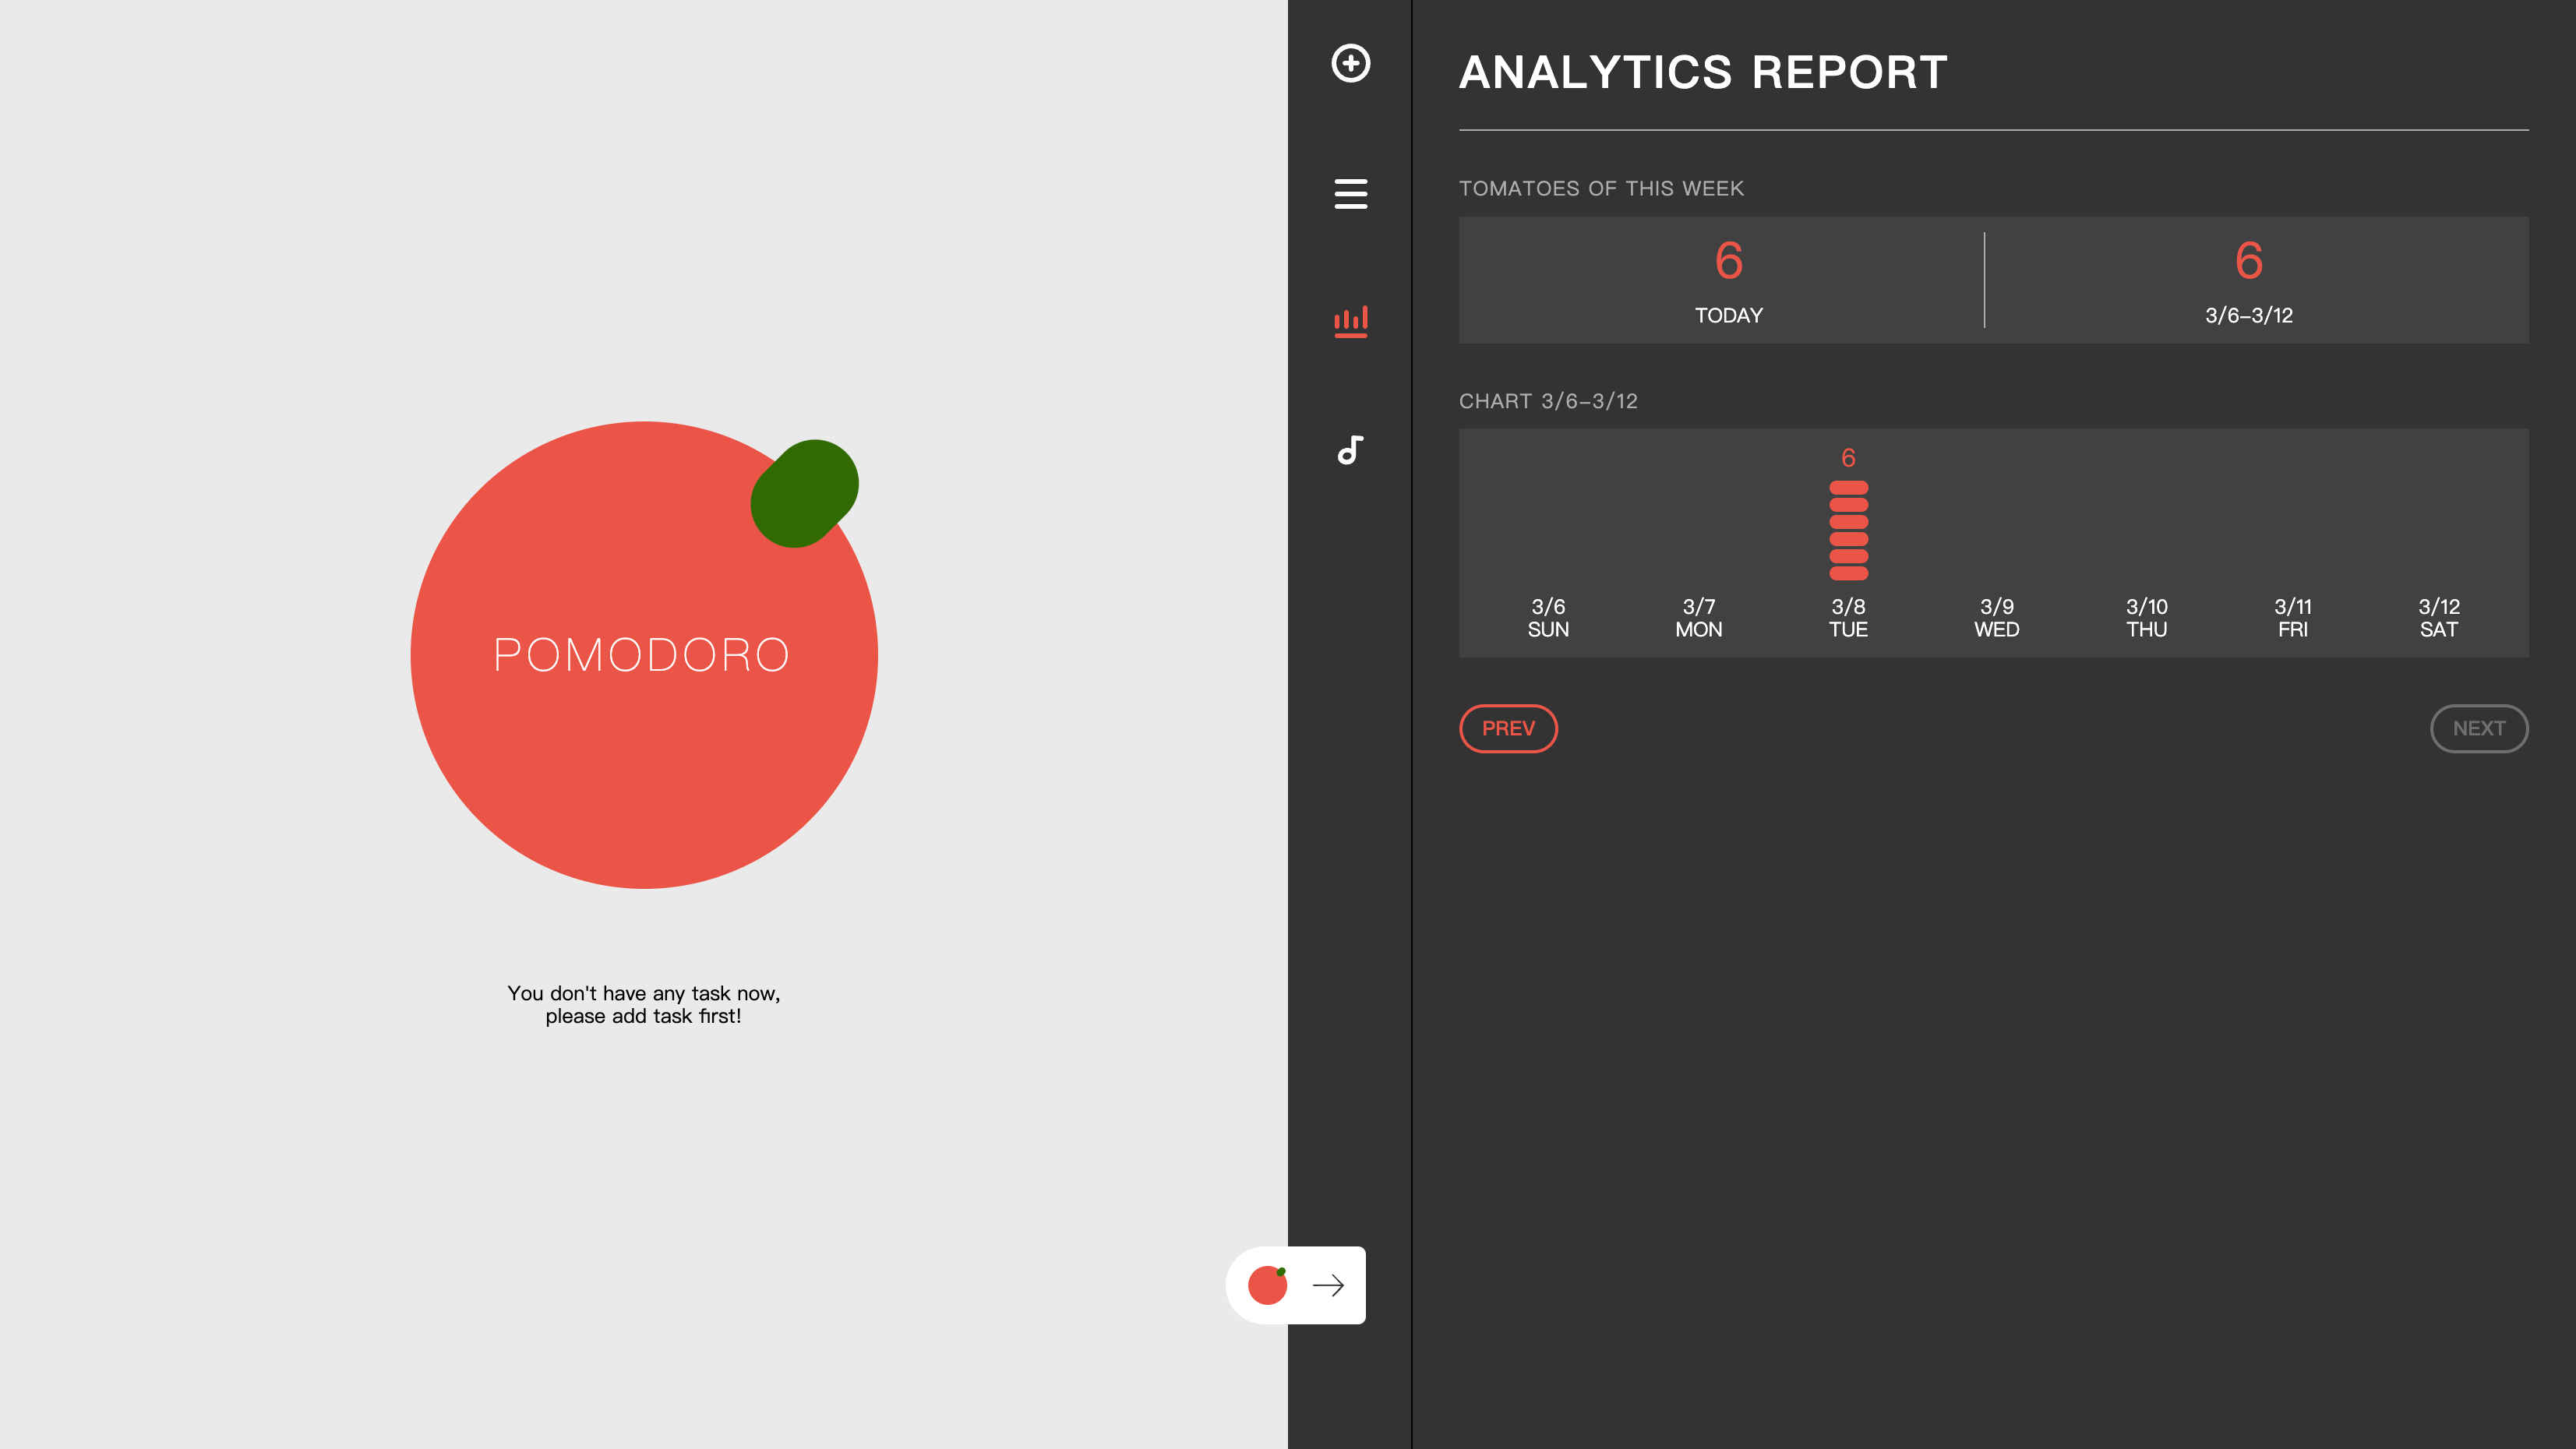 POMODORO
You don't have any task now,
please add task first!
ANALYTICS REPORT
TOMATOES OF THIS WEEK
6
TODAY
6
3/6–3/12
CHART 3/6–3/12
6
3/6 3/7 3/8 3/9 3/10 3/11 3/12
SUN MON TUE WED THU FRI SAT
PREV NEXT